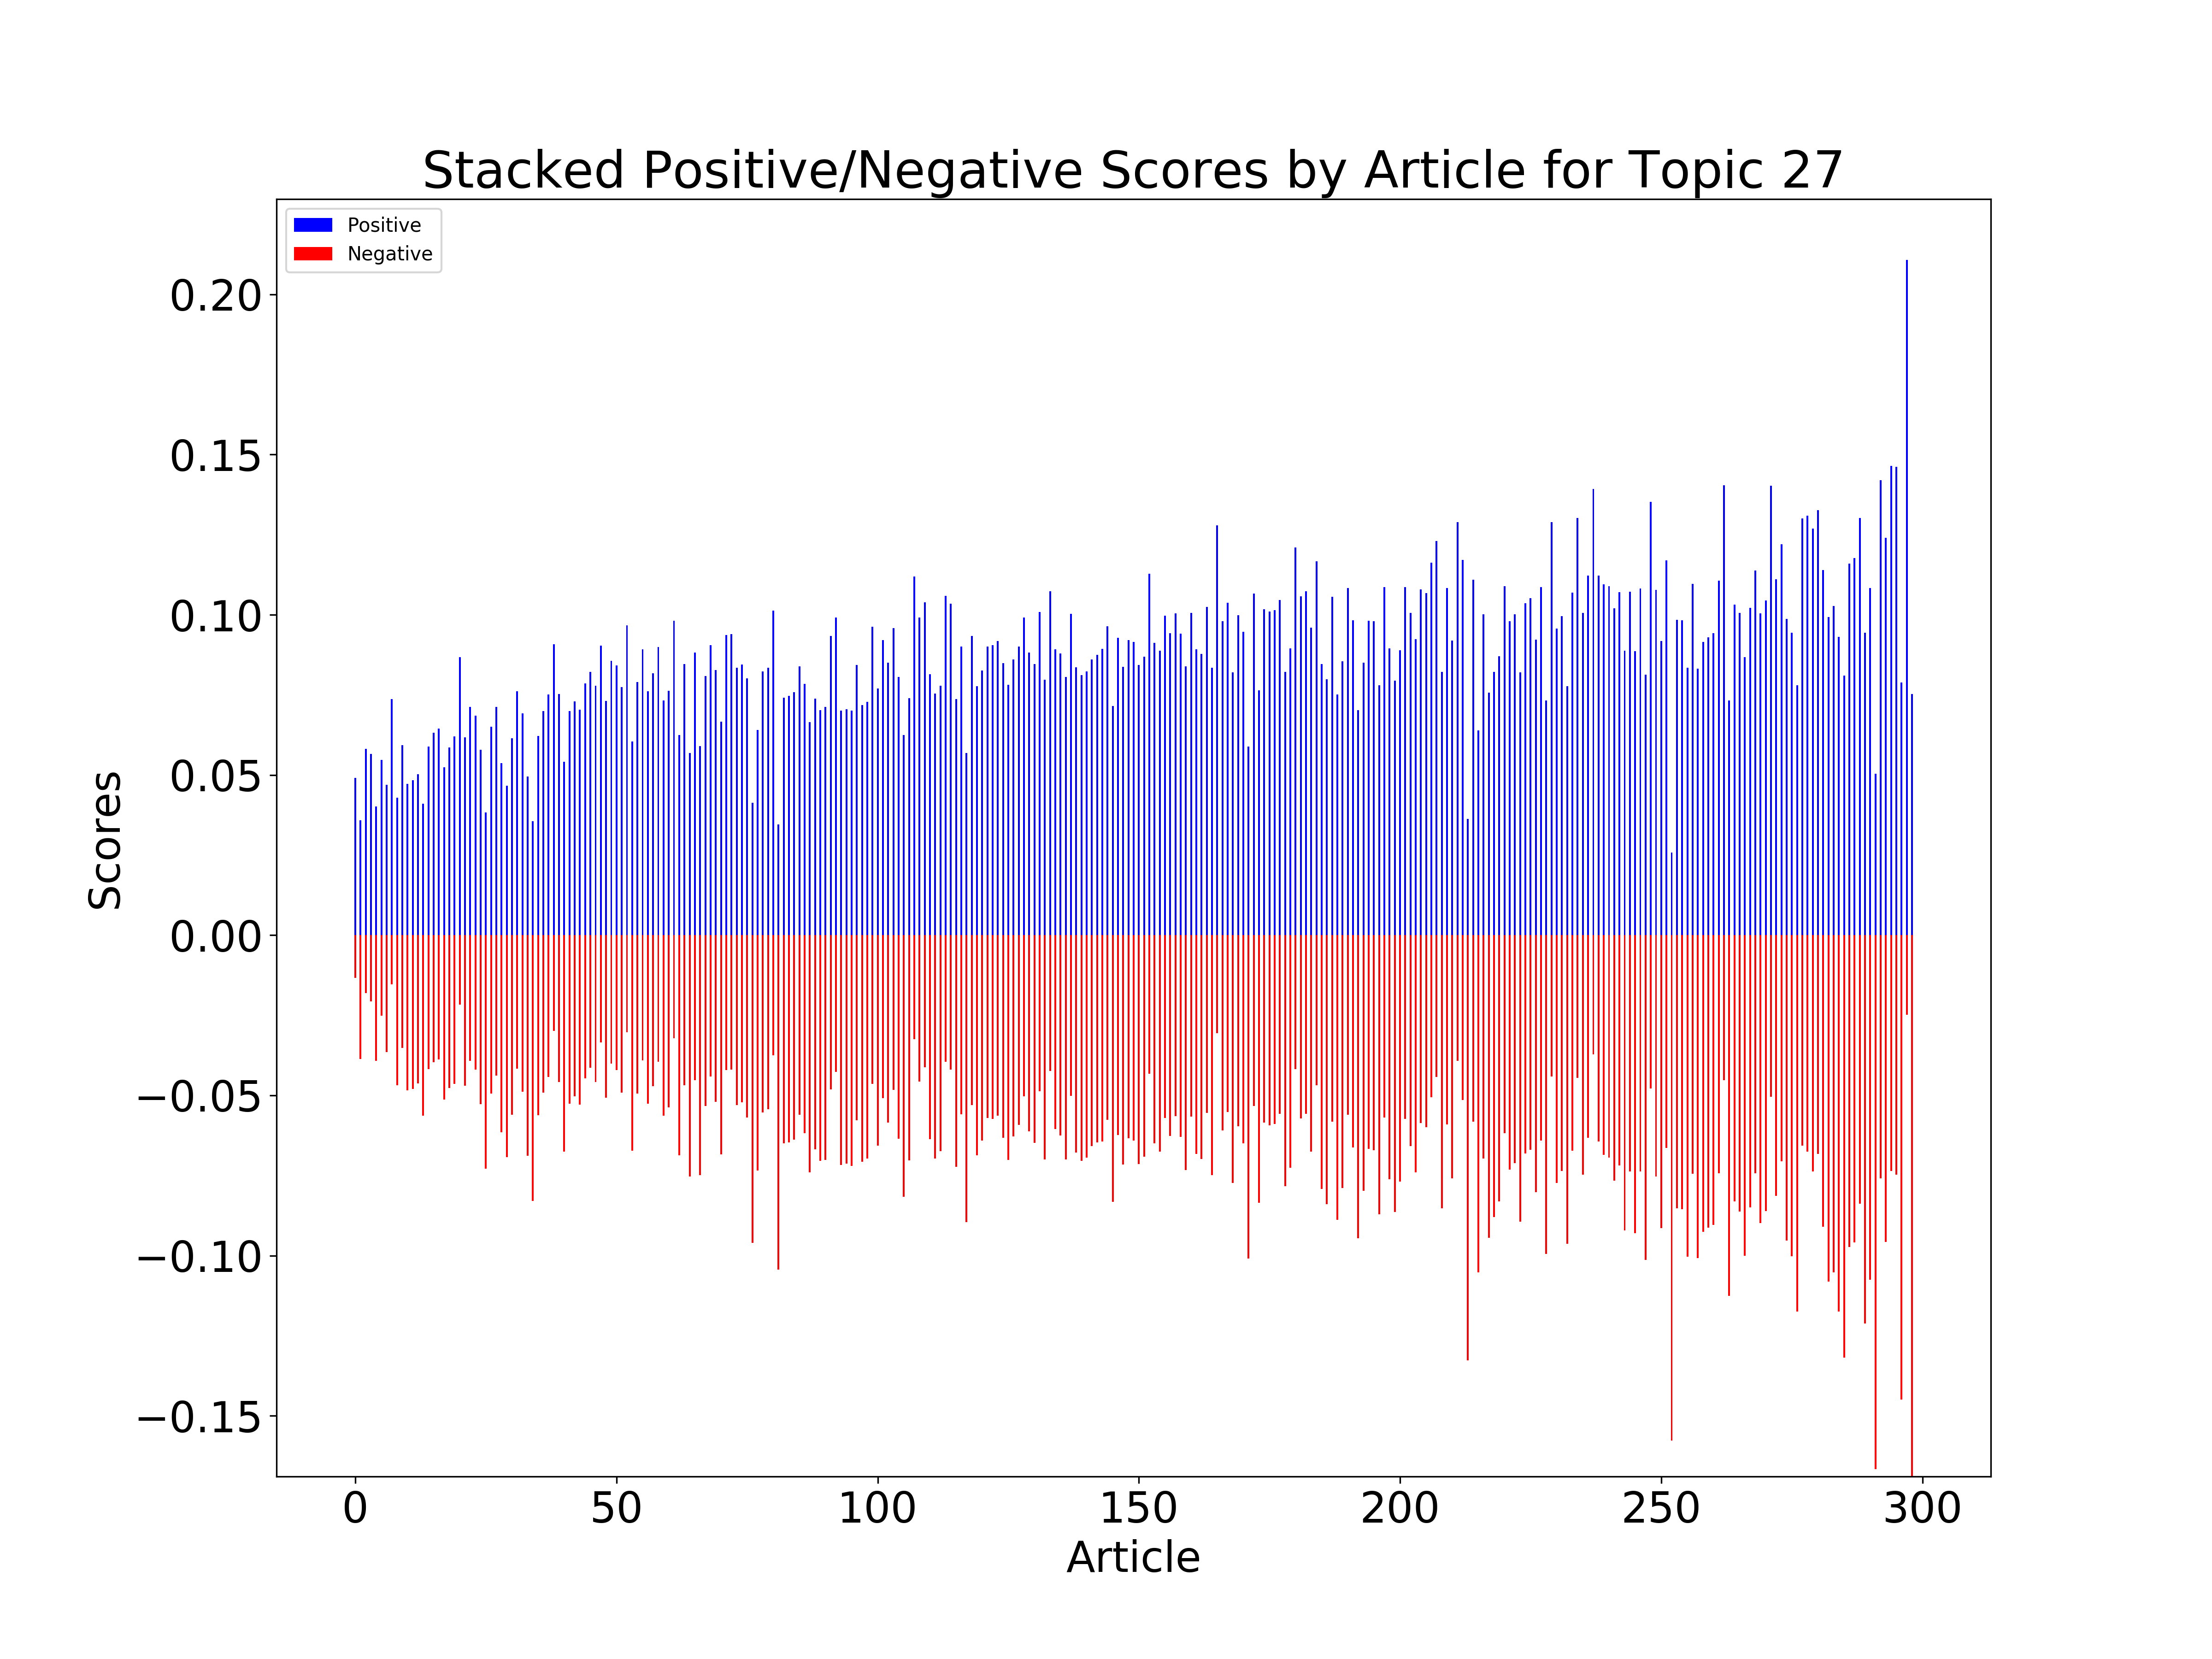 Stacked Positive/Negative Scores by Article for Topic 27
Positive
Negative
0.20
0.15
0.10
0.05
0.00
−0.05
−0.10
−0.15
Scores
0 50 100 150 200 250 300
Article